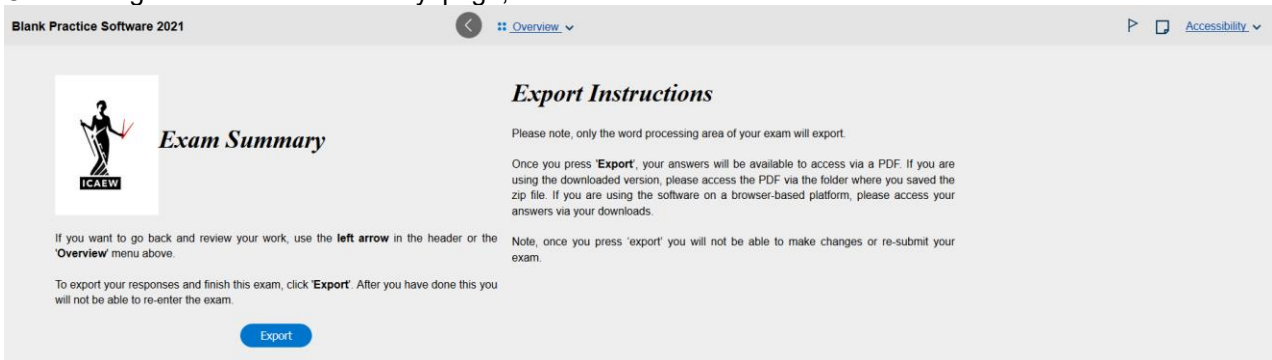 Blank Practice Software 2021
Overview
Accessibility
ICAEW
Exam Summary
If you want to go back and review your work, use the left arrow in the header or the
'Overview' menu above.
To export your responses and finish this exam, click 'Export'. After you have done this you
will not be able to re-enter the exam.
Export
Export Instructions
Please note, only the word processing area of your exam will export.
Once you press 'Export', your answers will be available to access via a PDF. If you are
using the downloaded version, please access the PDF via the folder where you saved the
zip file. If you are using the software on a browser-based platform, please access your
answers via your downloads.
Note, once you press 'export' you will not be able to make changes or re-submit your
exam.